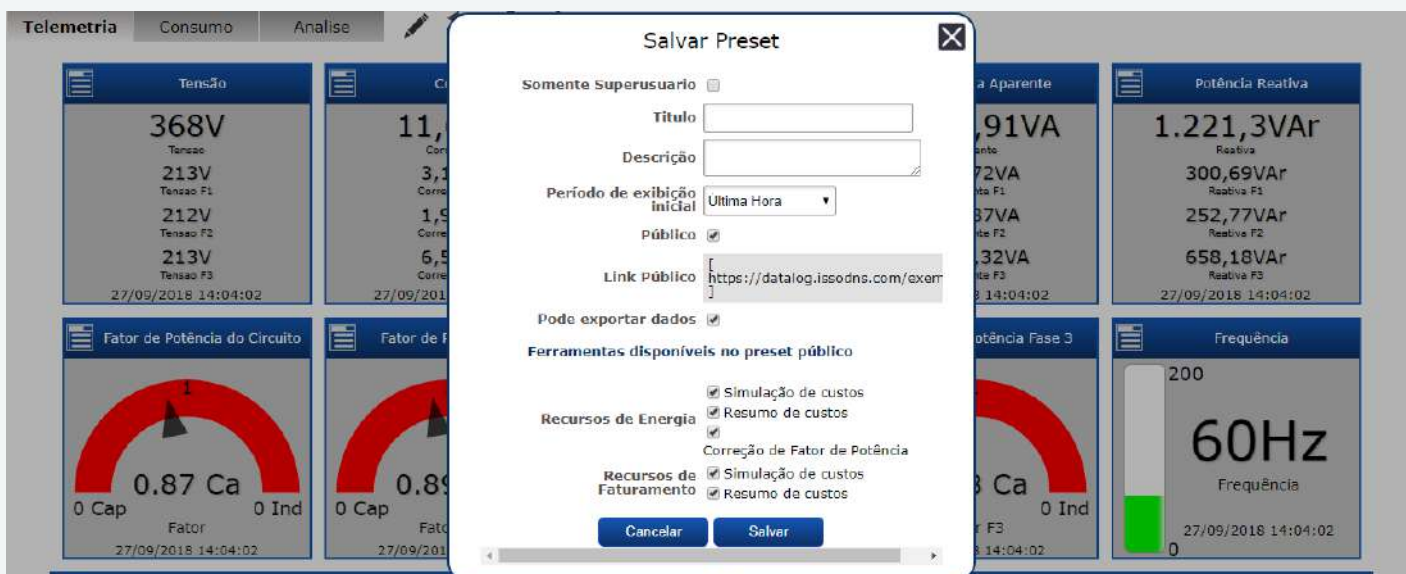 Telemetria Consumo Analise
Salvar Preset
Somente Superusuario
Titulo
Descrição
Período de exibição
inicial
Ultima Hora
Público
Link Público
[
https://datalog.issodns.com/exem
]
Pode exportar dados
Ferramentas disponíveis no preset público
Recursos de Energia
Simulação de custos
Resumo de custos
Correção de Fator de Potência
Recursos de
Faturamento
Simulação de custos
Resumo de custos
Cancelar Salvar
Tensão
368V
Tensao
213V
Tensao F1
212V
Tensao F2
213V
Tensao F3
27/09/2018 14:04:02
11,
3,1
1,9
6,5
27/09/201
a Aparente
,91VA
72VA
37VA
,32VA
14:04:02
Potência Reativa
1.221,3VAr
Reativa
300,69VAr
Reativa F1
252,77VAr
Reativa F2
658,18VAr
Reativa F3
27/09/2018 14:04:02
Fator de Potência do Circuito
1
0.87 Ca
0 Cap 0 Ind
Fator
27/09/2018 14:04:02
Fator de
0.89
0 Cap
27/09/201
otência Fase 3
Ca
0 Ind
F3
14:04:02
Frequência
200
60Hz
Frequência
27/09/2018 14:04:02
0